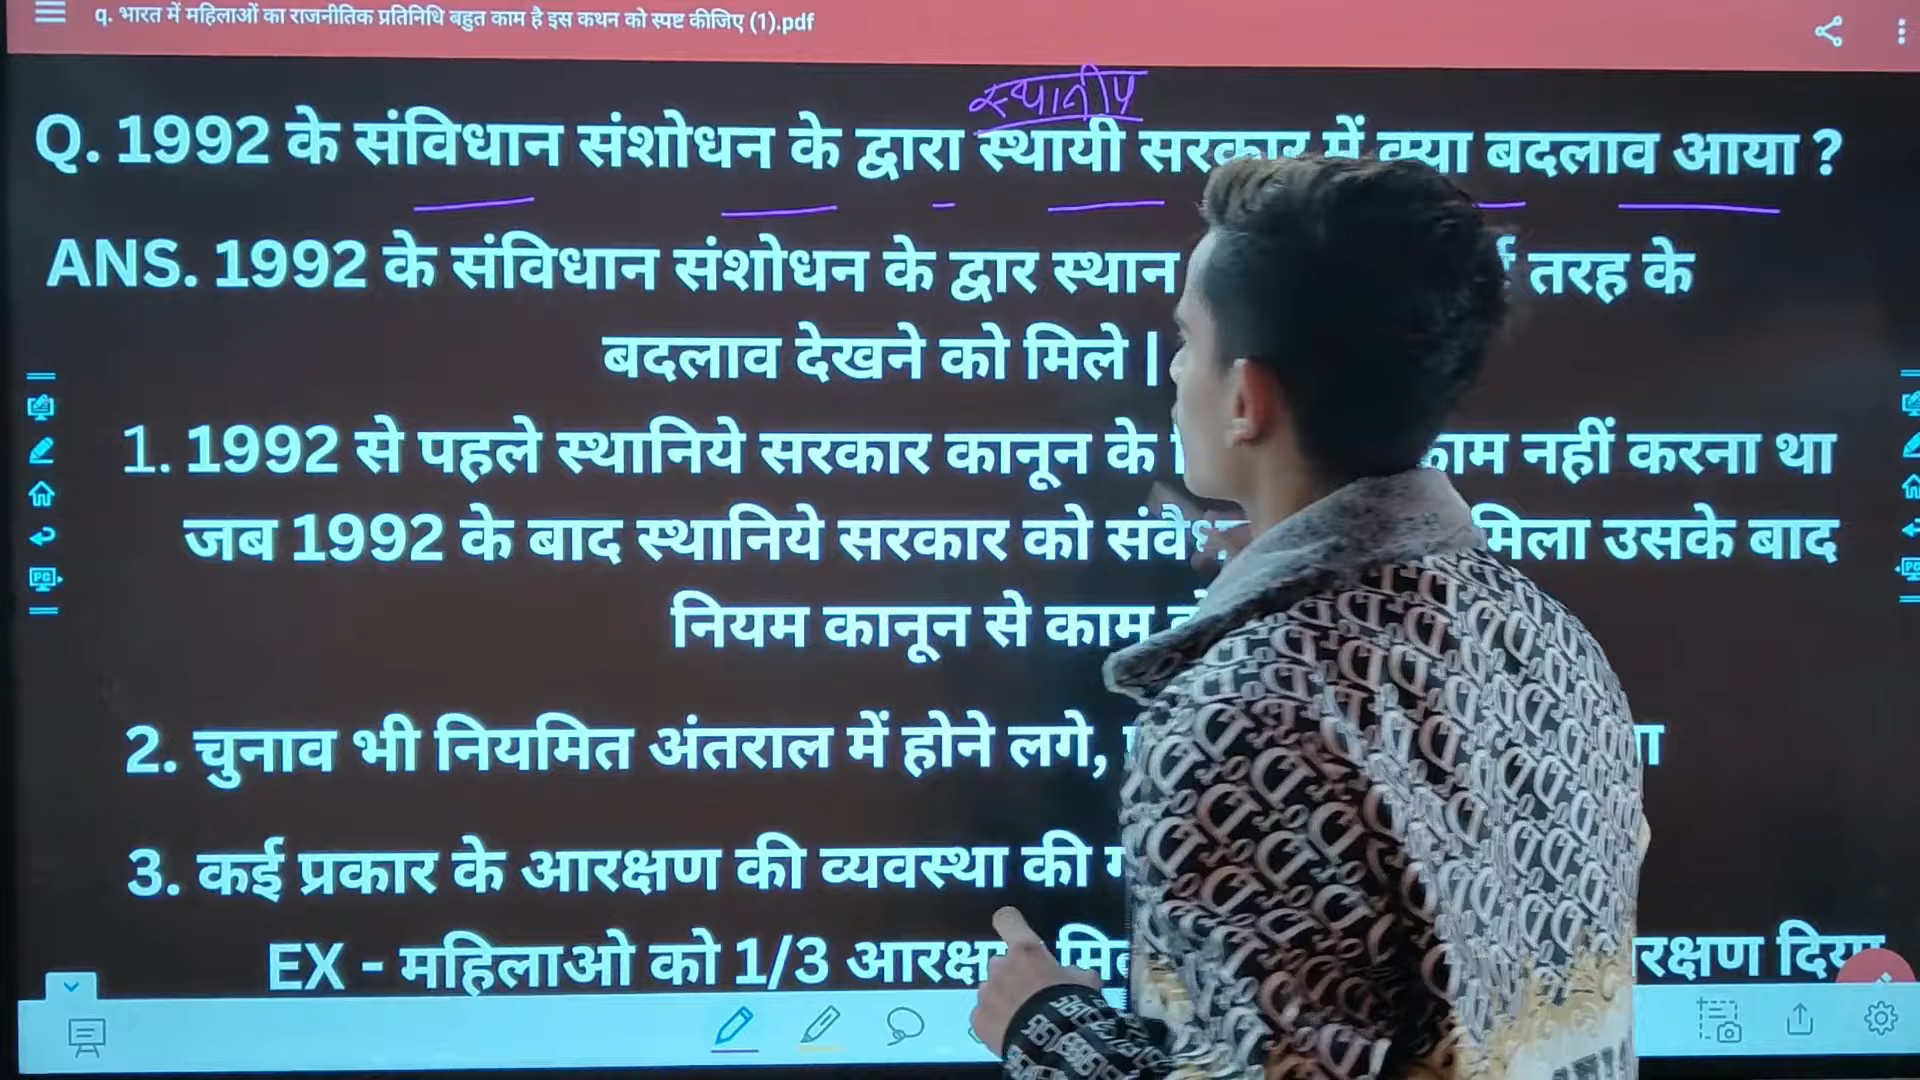 q. भारत में महिलाओं का राजनीतिक प्रतिनिधि बहुत काम है इस कथन को स्पष्ट कीजिए (1).pdf
स्थानीय
Q. 1992 के संविधान संशोधन के द्वारा स्थायी सरकार में क्या बदलाव आया ?
ANS. 1992 के संविधान संशोधन के द्वार स्थान तरह के
बदलाव देखने को मिले |
1. 1992 से पहले स्थानिये सरकार कानून के काम नहीं करना था
जब 1992 के बाद स्थानिये सरकार को मिला उसके बाद
नियम कानून से काम
2. चुनाव भी नियमित अंतराल में होने लगे,
3. कई प्रकार के आरक्षण की व्यवस्था की
EX - महिलाओ को 1/3 आरक्षण